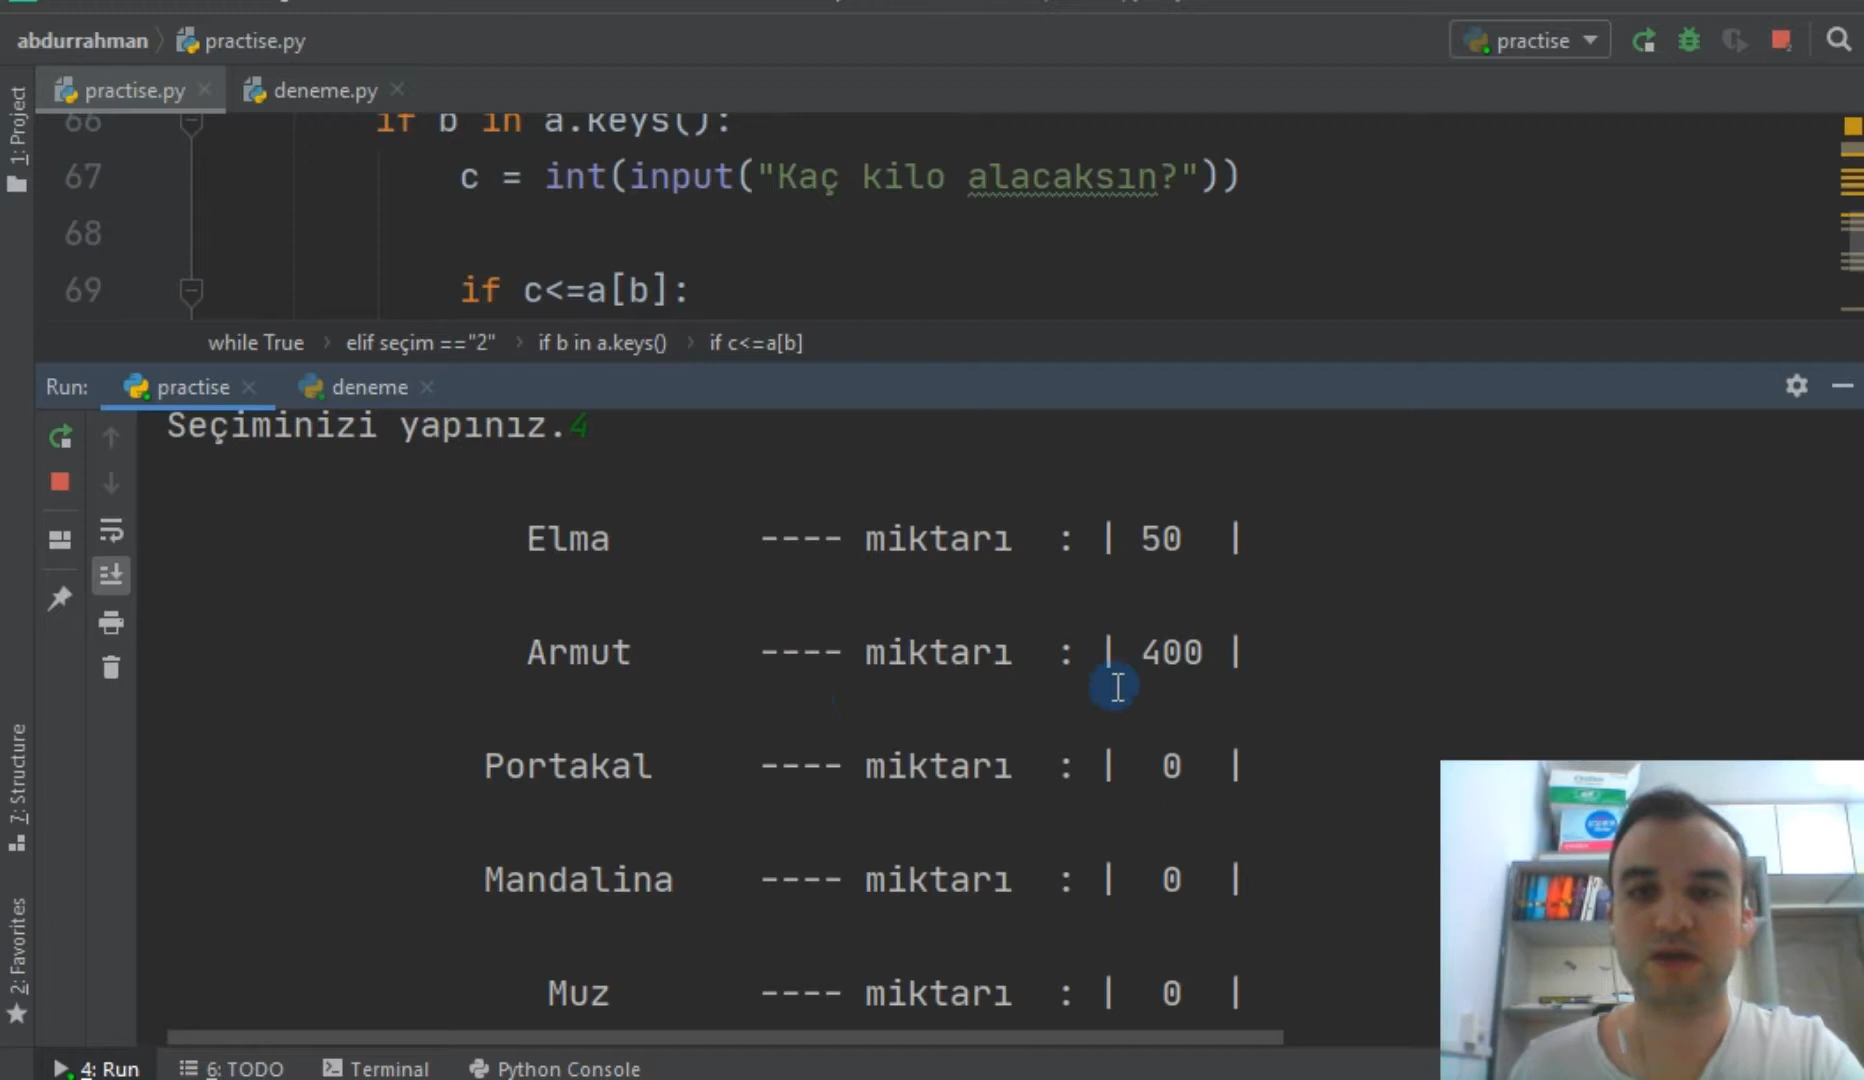 abdurrahman practise.py practise
practise.py deneme.py
1: Project
66 if b in a.keys():
67 c = int(input("Kaç kilo alacaksın?"))
68
69 if c<=a[b]:
while True elif seçim =="2" if b in a.keys() if c<=a[b]
Run: practise deneme
Seçiminizi yapınız.4
Elma ---- miktarı : | 50 |
Armut ---- miktarı : | 400 |
Portakal ---- miktarı : | 0 |
Mandalina ---- miktarı : | 0 |
Muz ---- miktarı : | 0 |
7: Structure
2: Favorites
4: Run 6: TODO Terminal Python Console